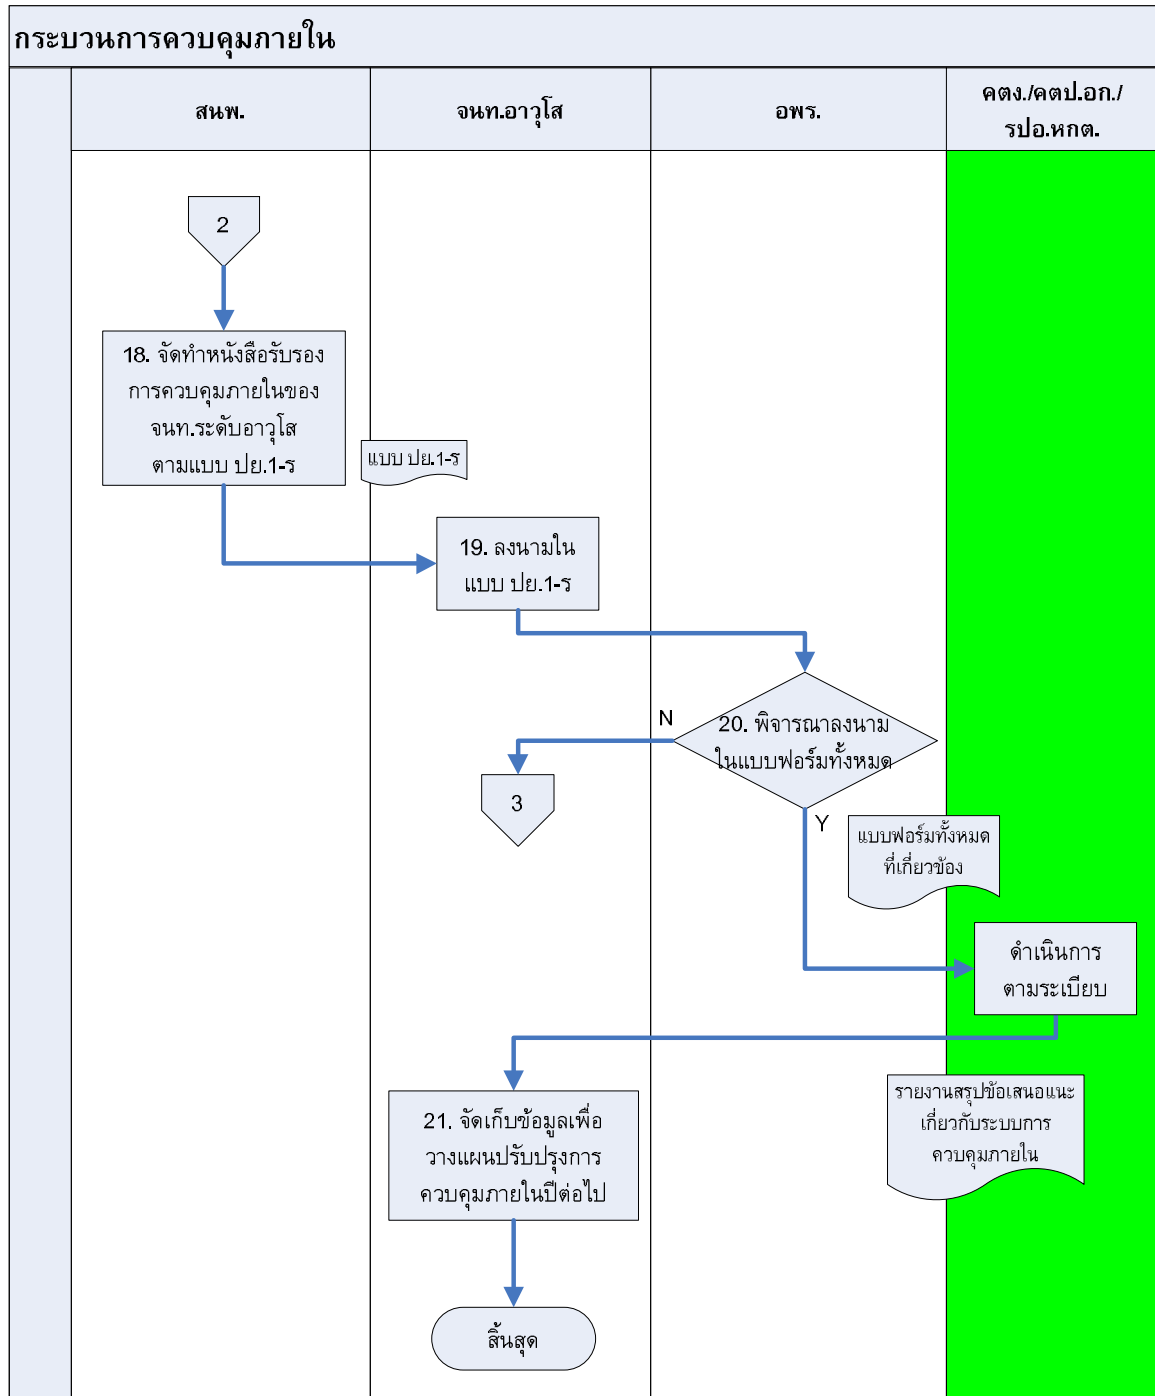 กระบวนการควบคุมภายใน
สนพ.
จนท.อาวุโส
อพร.
คตง./คตป.อก./
รปอ.หกต.
2
18. จัดทำหนังสือรับรอง
การควบคุมภายในของ
จนท.ระดับอาวุโส
ตามแบบ ปย.1-ร
แบบ ปย.1-ร
19. ลงนามใน
แบบ ปย.1-ร
20. พิจารณาลงนาม
ในแบบฟอร์มทั้งหมด
N
3
Y
แบบฟอร์มทั้งหมด
ที่เกี่ยวข้อง
ดำเนินการ
ตามระเบียบ
รายงานสรุปข้อเสนอแนะ
เกี่ยวกับระบบการ
ควบคุมภายใน
21. จัดเก็บข้อมูลเพื่อ
วางแผนปรับปรุงการ
ควบคุมภายในปีต่อไป
สิ้นสุด